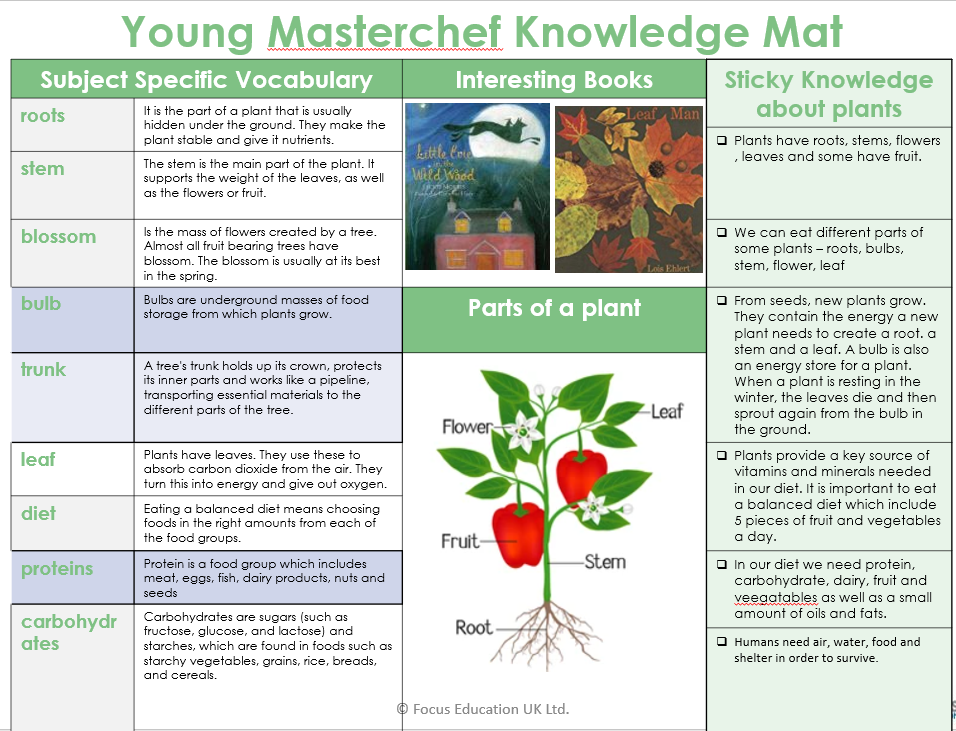 Young Masterchef Knowledge Mat
Subject Specific Vocabulary
roots
It is the part of a plant that is usually
hidden under the ground. They make the
plant stable and give it nutrients.
stem
The stem is the main part of the plant. It
supports the weight of the leaves, as well
as the flowers or fruit.
blossom
Is the mass of flowers created by a tree.
Almost all fruit bearing trees have
blossom. The blossom is usually at its best
in the spring.
bulb
Bulbs are underground masses of food
storage from which plants grow.
trunk
A tree's trunk holds up its crown, protects
its inner parts and works like a pipeline,
transporting essential materials to the
different parts of the tree.
leaf
Plants have leaves. They use these to
absorb carbon dioxide from the air. They
turn this into energy and give out oxygen.
diet
Eating a balanced diet means choosing
foods in the right amounts from each of
the food groups.
proteins
Protein is a food group which includes
meat, eggs, fish, dairy products, nuts and
seeds
carbohydr
ates
Carbohydrates are sugars (such as
fructose, glucose, and lactose) and
starches, which are found in foods such as
starchy vegetables, grains, rice, breads,
and cereals.
Interesting Books
Little Evie
in the
Wild Wood
Leaf Man
Lois Ehlert
Parts of a plant
Flower
Leaf
Fruit
Stem
Root
© Focus Education UK Ltd.
Sticky Knowledge
about plants
Plants have roots, stems, flowers
, leaves and some have fruit.
We can eat different parts of
some plants – roots, bulbs,
stem, flower, leaf
From seeds, new plants grow.
They contain the energy a new
plant needs to create a root. a
stem and a leaf. A bulb is also
an energy store for a plant.
When a plant is resting in the
winter, the leaves die and then
sprout again from the bulb in
the ground.
Plants provide a key source of
vitamins and minerals needed
in our diet. It is important to eat
a balanced diet which include
5 pieces of fruit and vegetables
a day.
In our diet we need protein,
carbohydrate, dairy, fruit and
veegatables as well as a small
amount of oils and fats.
Humans need air, water, food and
shelter in order to survive.